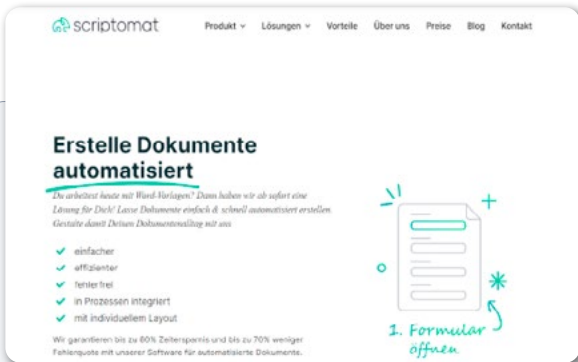 scriptomat
Produkt Lösungen Vorteile Über uns Preise Blog Kontakt
Erstelle Dokumente
automatisiert
Du arbeitest heute mit Word-Vorlagen? Dann haben wir ab sofort eine
Lösung für Dich! Lasse Dokumente einfach & schnell automatisiert erstellen.
Gestalte damit Deinen Dokumentenalltag mit uns
einfacher
effizienter
fehlerfrei
in Prozessen integriert
mit individuellem Layout
Wir garantieren bis zu 80% Zeitersparnis und bis zu 70% weniger
Fehlerquote mit unserer Software für automatisierte Dokumente.
1. Formular
öffnen